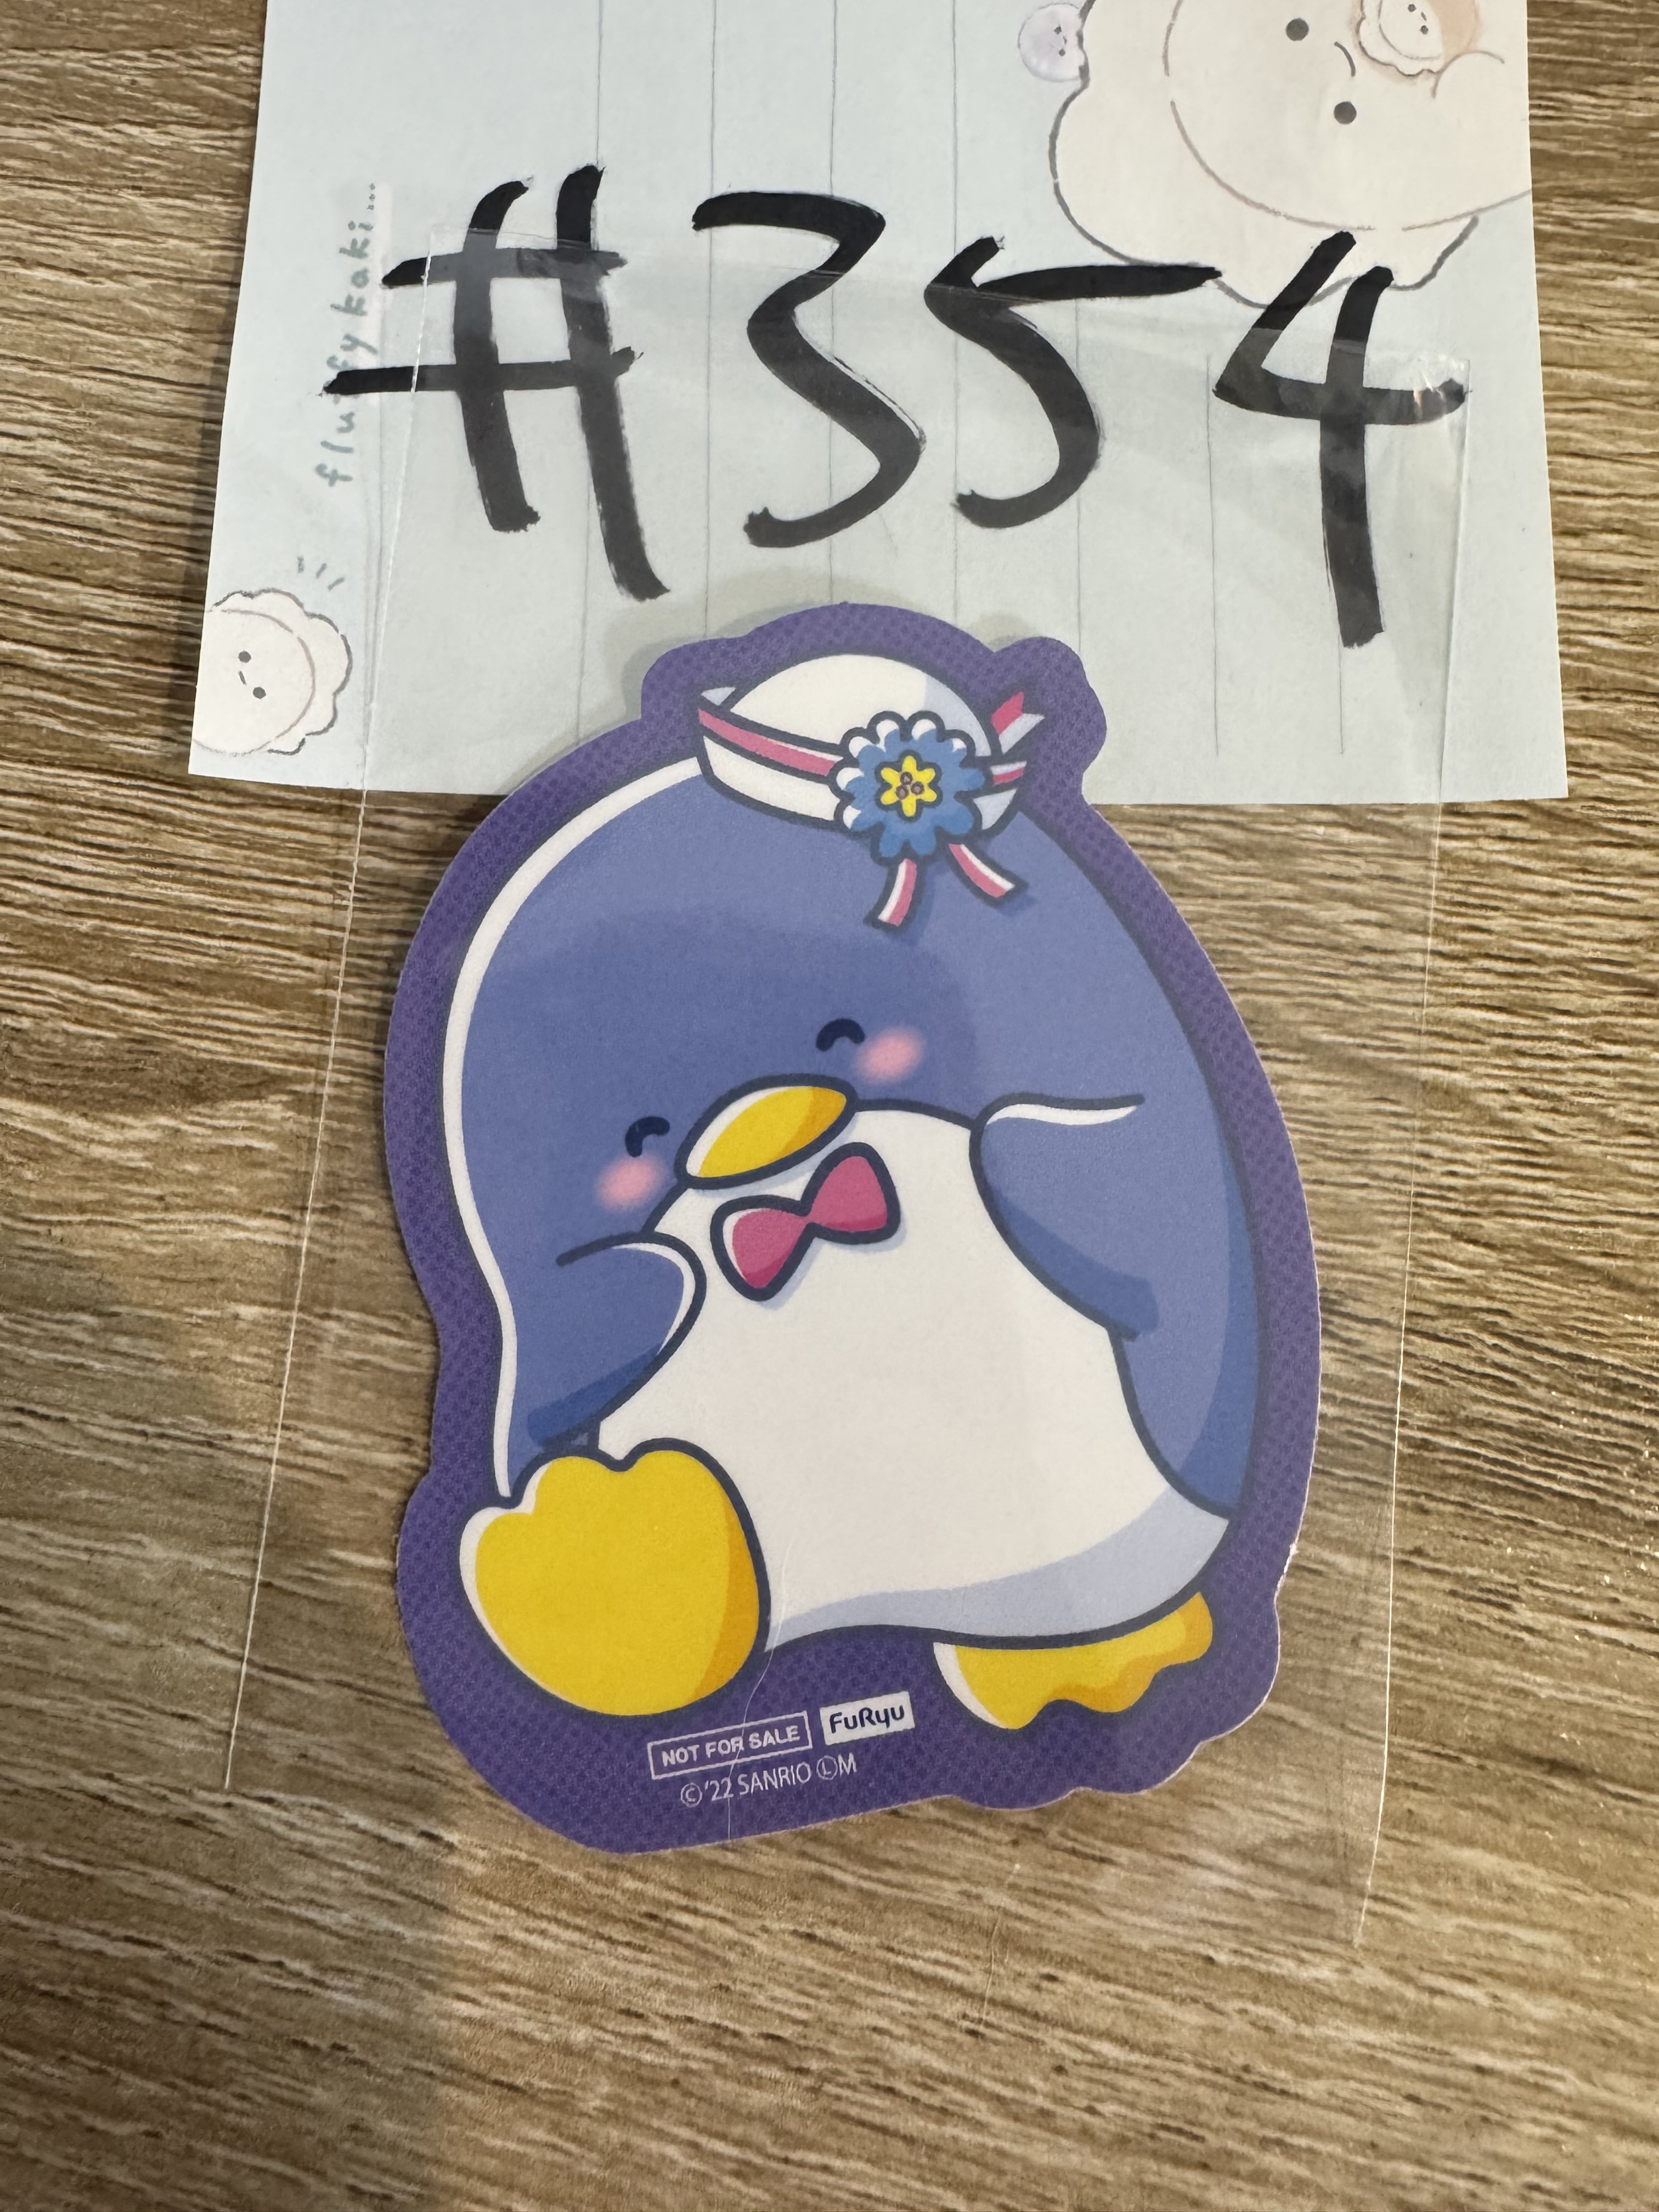 #354
fluffy kaki...
NOT FOR SALE FuRyu
© '22 SANRIO ⓁM